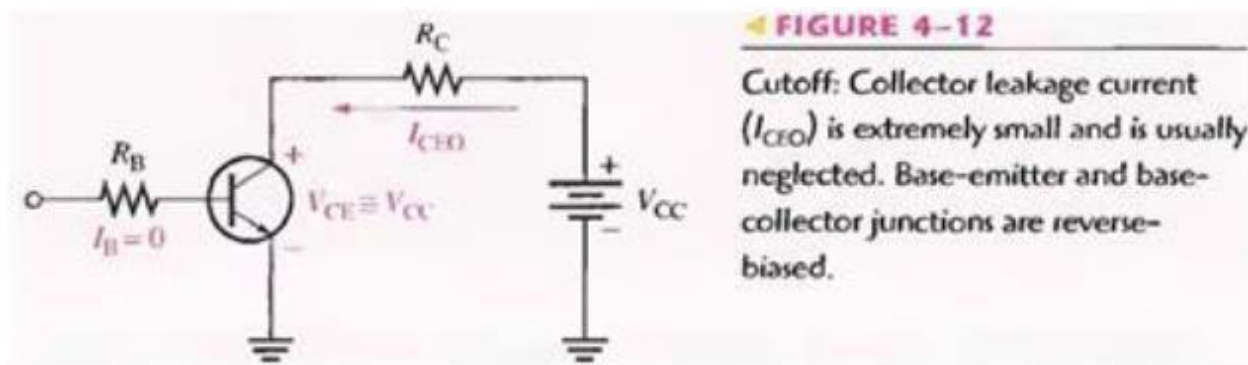 ◄ FIGURE 4–12
R_C
I_CEO
R_B
I_B = 0
+
V_CE ≅ V_CC
–
+
V_CC
–
Cutoff: Collector leakage current
(I_CEO) is extremely small and is usually
neglected. Base-emitter and base-
collector junctions are reverse-
biased.